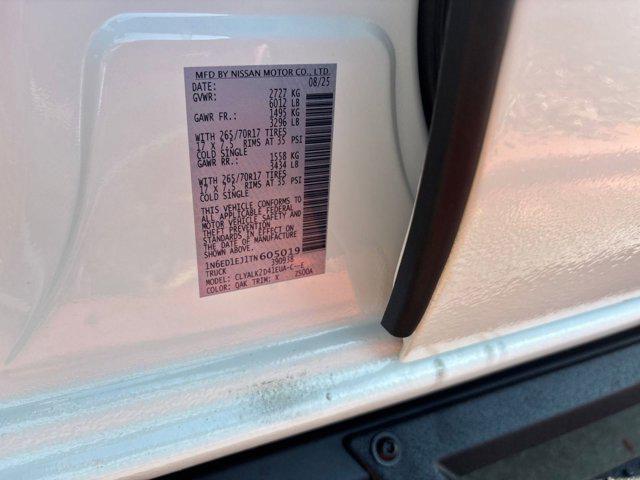 MFD BY NISSAN MOTOR CO., LTD.
DATE: 08/25
GVWR: 2727 KG
6012 LB
GAWR FR.: 1495 KG
3296 LB
WITH 265/70R17 TIRES
17 X 7.5 RIMS AT 35 PSI
COLD SINGLE
GAWR RR.: 1558 KG
3434 LB
WITH 265/70R17 TIRES
17 X 7.5 RIMS AT 35 PSI
COLD SINGLE
THIS VEHICLE CONFORMS TO
ALL APPLICABLE FEDERAL
MOTOR VEHICLE SAFETY AND
THEFT PREVENTION
STANDARDS IN EFFECT ON
THE DATE OF MANUFACTURE
SHOWN ABOVE.
1N6ED1EJ1TN605019
TRUCK 390938
MODEL: CLYALK2D41EUA-C--E
COLOR: QAK TRIM: X 2500A